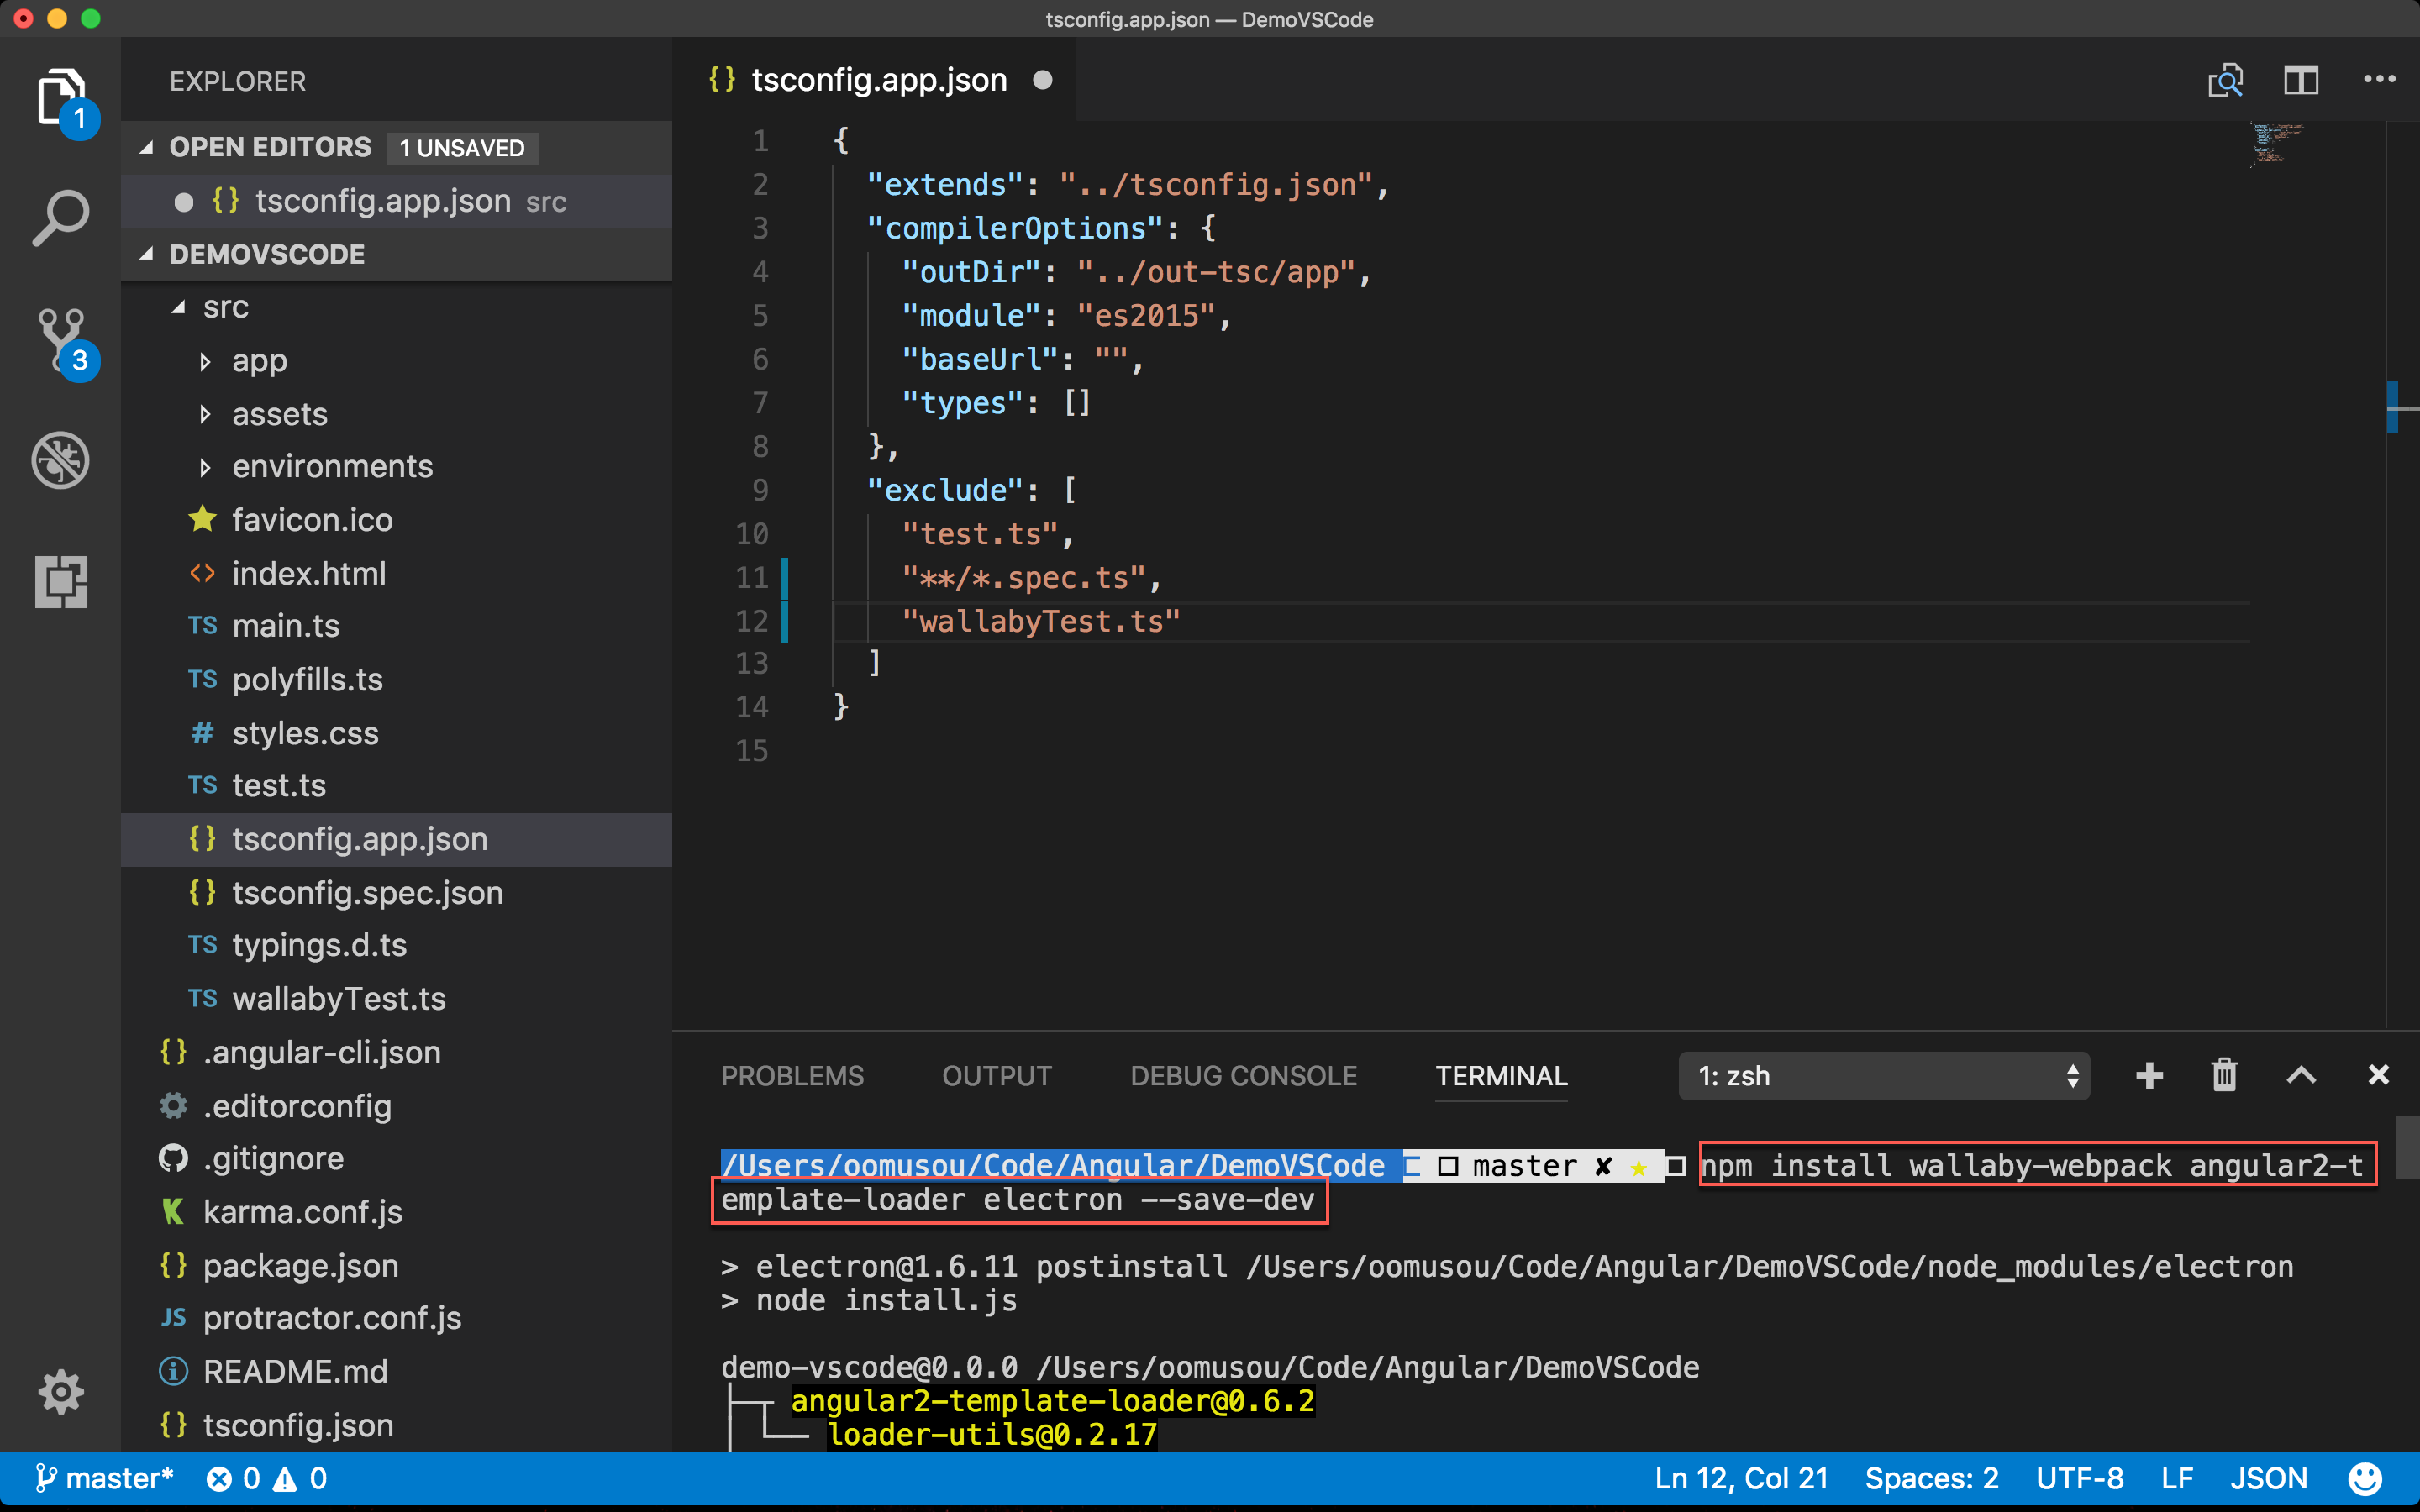 tsconfig.app.json — DemoVSCode
EXPLORER
1
3
OPEN EDITORS 1 UNSAVED
{} tsconfig.app.json src
DEMOVSCODE
src
app
assets
environments
favicon.ico
<> index.html
TS main.ts
TS polyfills.ts
# styles.css
TS test.ts
{} tsconfig.app.json
{} tsconfig.spec.json
TS typings.d.ts
TS wallabyTest.ts
{} .angular-cli.json
.editorconfig
.gitignore
karma.conf.js
{} package.json
JS protractor.conf.js
README.md
{} tsconfig.json
{} tsconfig.app.json
1 {
2 "extends": "../tsconfig.json",
3 "compilerOptions": {
4 "outDir": "../out-tsc/app",
5 "module": "es2015",
6 "baseUrl": "",
7 "types": []
8 },
9 "exclude": [
10 "test.ts",
11 "**/*.spec.ts",
12 "wallabyTest.ts"
13 ]
14 }
15
PROBLEMS OUTPUT DEBUG CONSOLE TERMINAL 1: zsh
/Users/oomusou/Code/Angular/DemoVSCode master ✘ ★ npm install wallaby-webpack angular2-t
emplate-loader electron --save-dev
> electron@1.6.11 postinstall /Users/oomusou/Code/Angular/DemoVSCode/node_modules/electron
> node install.js
demo-vscode@0.0.0 /Users/oomusou/Code/Angular/DemoVSCode
├─┬ angular2-template-loader@0.6.2
│ └── loader-utils@0.2.17
master* 0 0 Ln 12, Col 21 Spaces: 2 UTF-8 LF JSON